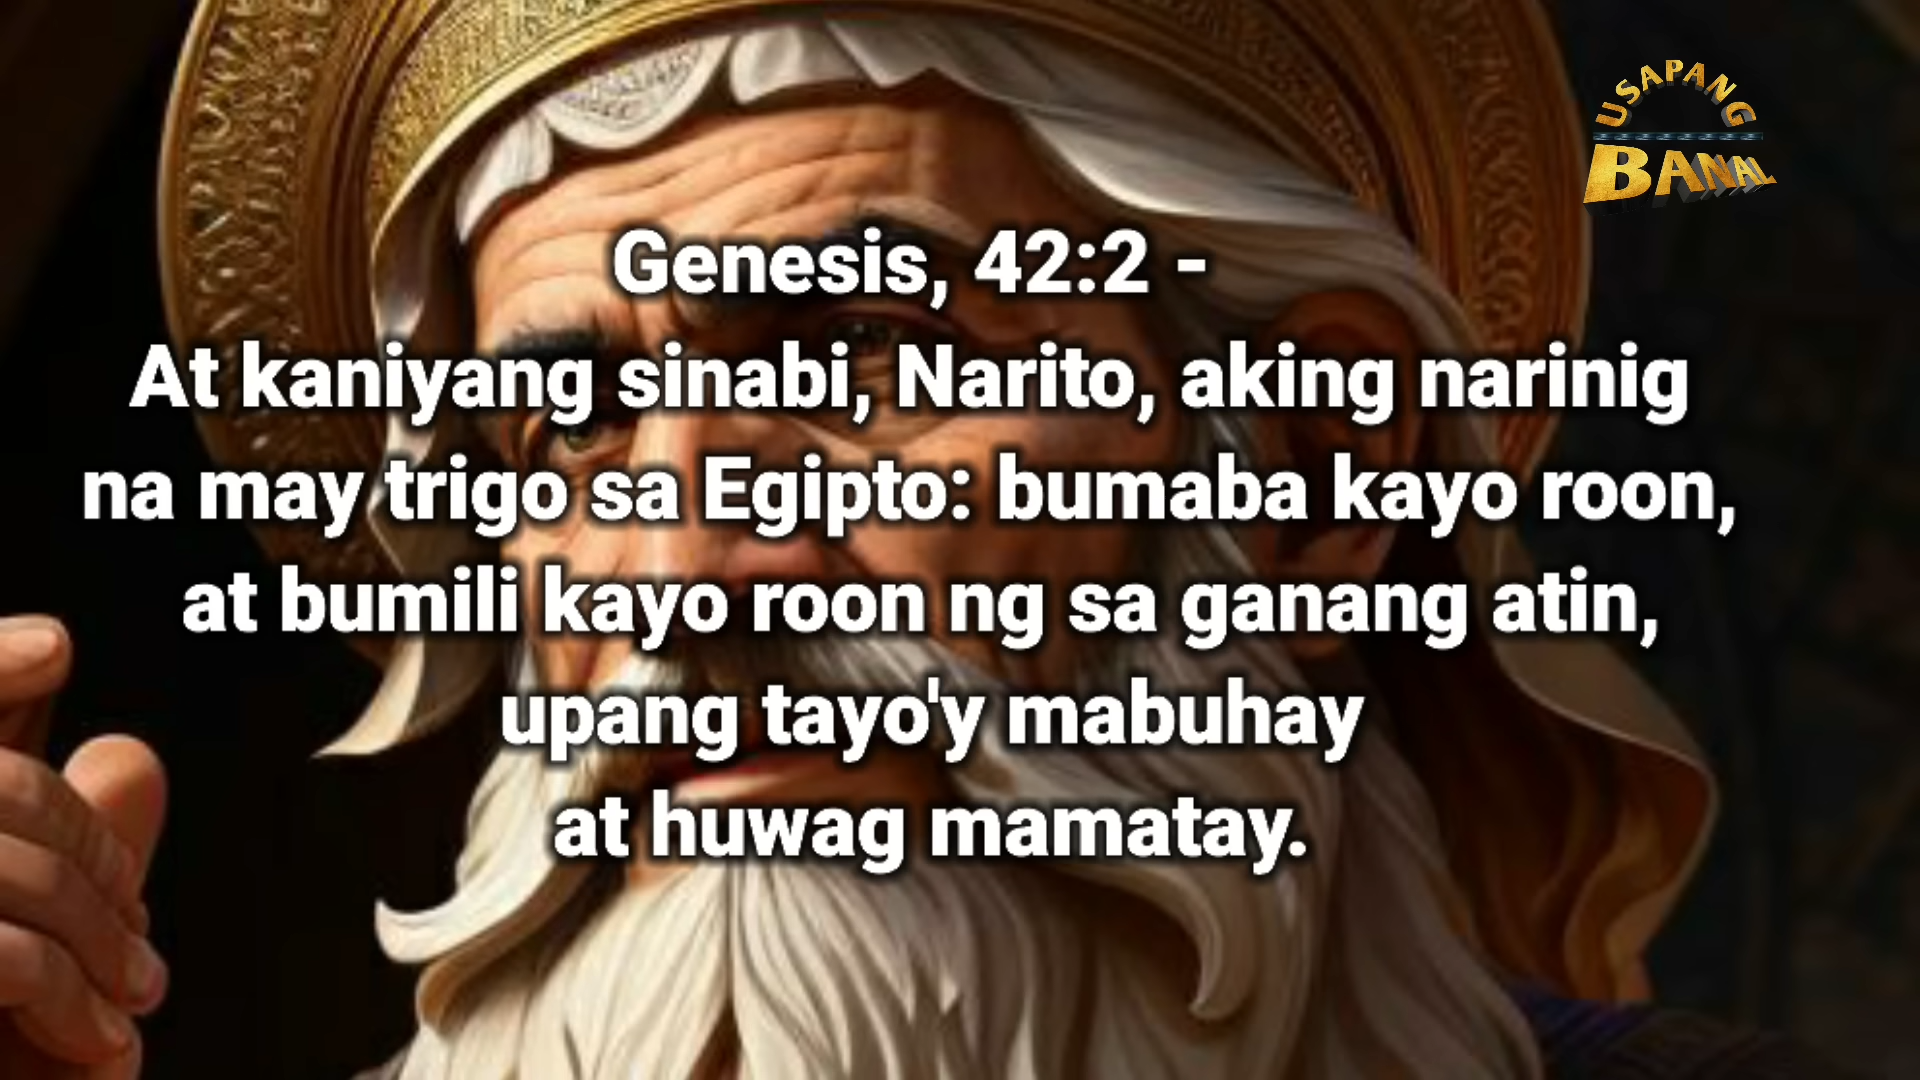 USAPANG
BANAL
Genesis, 42:2 -
At kaniyang sinabi, Narito, aking narinig
na may trigo sa Egipto: bumaba kayo roon,
at bumili kayo roon ng sa ganang atin,
upang tayo'y mabuhay
at huwag mamatay.